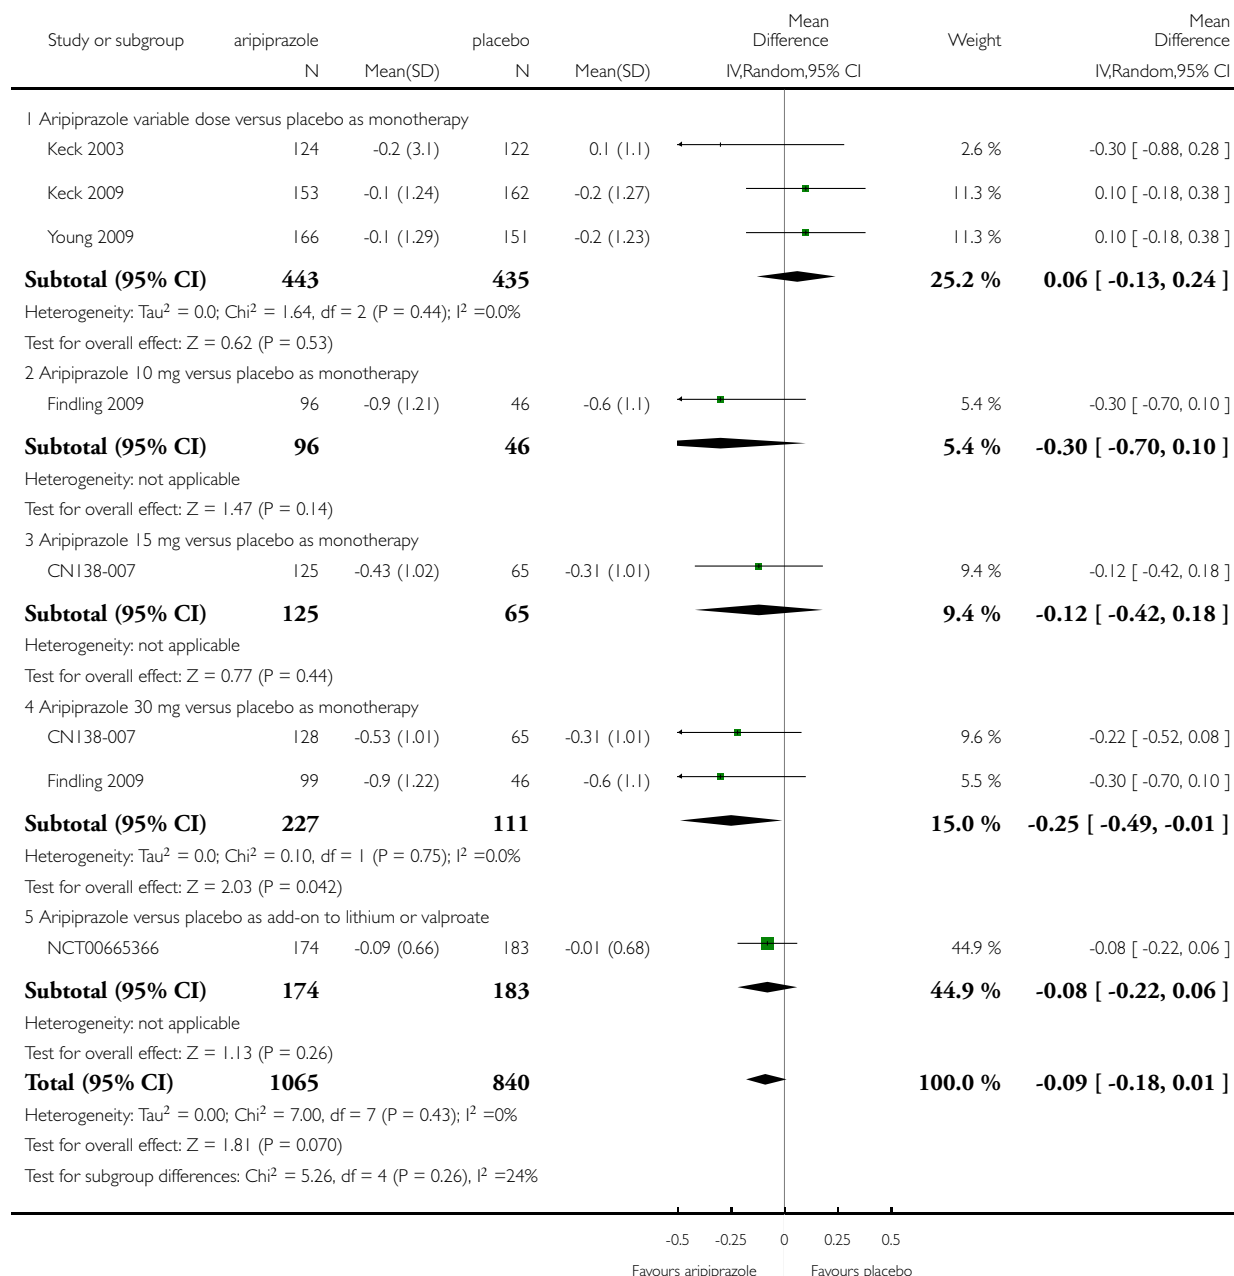 Study or subgroup aripiprazole placebo Mean Difference Weight Mean Difference
N Mean(SD) N Mean(SD) IV,Random,95% CI IV,Random,95% CI
1 Aripiprazole variable dose versus placebo as monotherapy
Keck 2003 124 -0.2 (3.1) 122 0.1 (1.1) 2.6 % -0.30 [ -0.88, 0.28 ]
Keck 2009 153 -0.1 (1.24) 162 -0.2 (1.27) 11.3 % 0.10 [ -0.18, 0.38 ]
Young 2009 166 -0.1 (1.29) 151 -0.2 (1.23) 11.3 % 0.10 [ -0.18, 0.38 ]
Subtotal (95% CI) 443 435 25.2 % 0.06 [ -0.13, 0.24 ]
Heterogeneity: Tau² = 0.0; Chi² = 1.64, df = 2 (P = 0.44); I² =0.0%
Test for overall effect: Z = 0.62 (P = 0.53)
2 Aripiprazole 10 mg versus placebo as monotherapy
Findling 2009 96 -0.9 (1.21) 46 -0.6 (1.1) 5.4 % -0.30 [ -0.70, 0.10 ]
Subtotal (95% CI) 96 46 5.4 % -0.30 [ -0.70, 0.10 ]
Heterogeneity: not applicable
Test for overall effect: Z = 1.47 (P = 0.14)
3 Aripiprazole 15 mg versus placebo as monotherapy
CN138-007 125 -0.43 (1.02) 65 -0.31 (1.01) 9.4 % -0.12 [ -0.42, 0.18 ]
Subtotal (95% CI) 125 65 9.4 % -0.12 [ -0.42, 0.18 ]
Heterogeneity: not applicable
Test for overall effect: Z = 0.77 (P = 0.44)
4 Aripiprazole 30 mg versus placebo as monotherapy
CN138-007 128 -0.53 (1.01) 65 -0.31 (1.01) 9.6 % -0.22 [ -0.52, 0.08 ]
Findling 2009 99 -0.9 (1.22) 46 -0.6 (1.1) 5.5 % -0.30 [ -0.70, 0.10 ]
Subtotal (95% CI) 227 111 15.0 % -0.25 [ -0.49, -0.01 ]
Heterogeneity: Tau² = 0.0; Chi² = 0.10, df = 1 (P = 0.75); I² =0.0%
Test for overall effect: Z = 2.03 (P = 0.042)
5 Aripiprazole versus placebo as add-on to lithium or valproate
NCT00665366 174 -0.09 (0.66) 183 -0.01 (0.68) 44.9 % -0.08 [ -0.22, 0.06 ]
Subtotal (95% CI) 174 183 44.9 % -0.08 [ -0.22, 0.06 ]
Heterogeneity: not applicable
Test for overall effect: Z = 1.13 (P = 0.26)
Total (95% CI) 1065 840 100.0 % -0.09 [ -0.18, 0.01 ]
Heterogeneity: Tau² = 0.00; Chi² = 7.00, df = 7 (P = 0.43); I² =0%
Test for overall effect: Z = 1.81 (P = 0.070)
Test for subgroup differences: Chi² = 5.26, df = 4 (P = 0.26), I² =24%
-0.5 -0.25 0 0.25 0.5
Favours aripiprazole Favours placebo